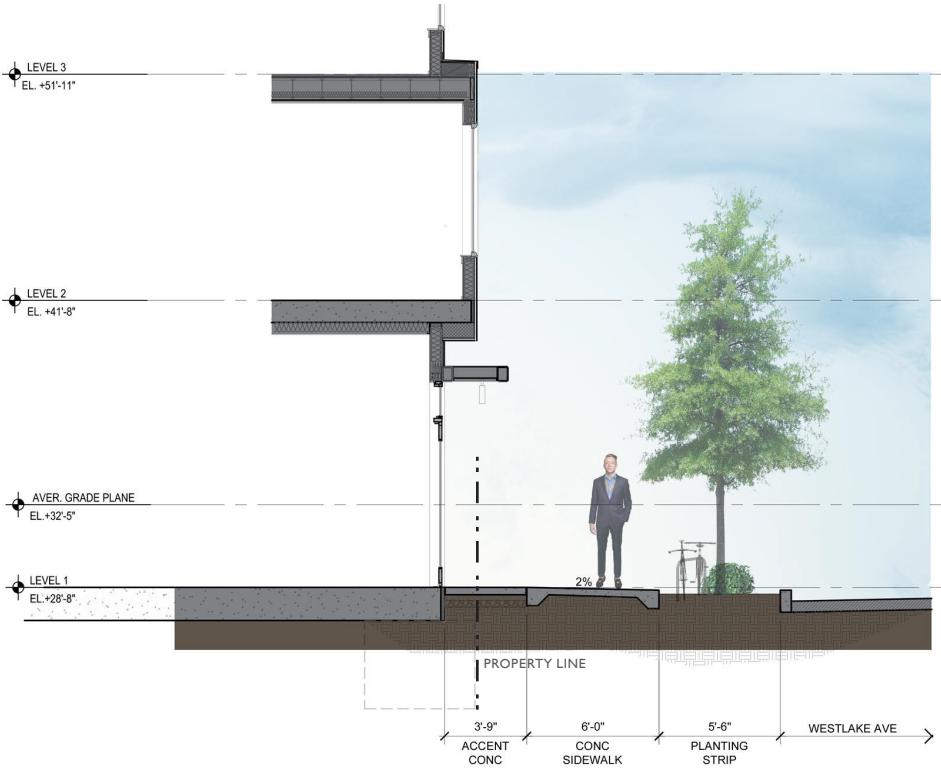 LEVEL 3
EL. +51'-11"
LEVEL 2
EL. +41'-8"
AVER. GRADE PLANE
EL.+32'-5"
LEVEL 1
EL.+28'-8"
2%
PROPERTY LINE
3'-9"
ACCENT
CONC
6'-0"
CONC
SIDEWALK
5'-6"
PLANTING
STRIP
WESTLAKE AVE